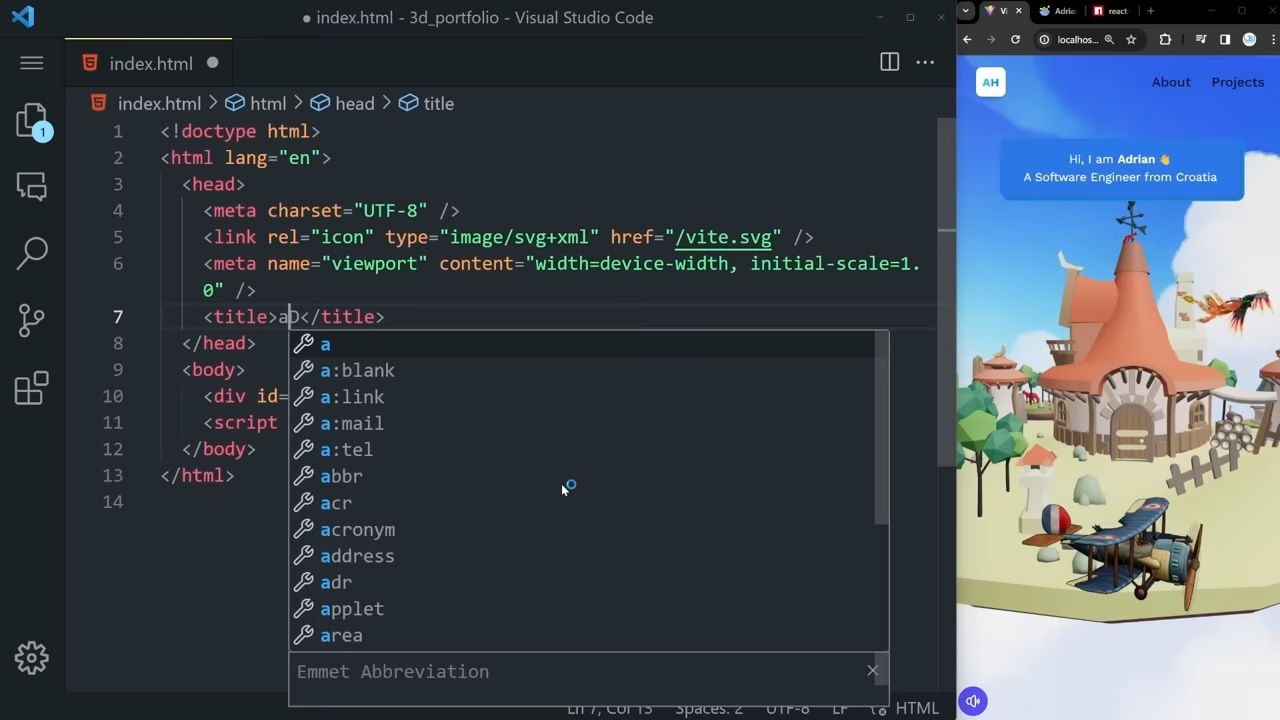 index.html - 3d_portfolio - Visual Studio Code
index.html
index.html > html > head > title
1 <!doctype html>
2 <html lang="en">
3 <head>
4 <meta charset="UTF-8" />
5 <link rel="icon" type="image/svg+xml" href="/vite.svg" />
6 <meta name="viewport" content="width=device-width, initial-scale=1.
0" />
7 <title>aD</title>
8 </head>
9 <body>
10 <div id=
11 <script
12 </body>
13 </html>
14
a
a:blank
a:link
a:mail
a:tel
abbr
acr
acronym
address
adr
applet
area
Emmet Abbreviation
1
Ln 7, Col 13 Spaces: 2 UTF-8 LF HTML
Vi Adria react
localhos...
AH About Projects
Hi, I am Adrian 👋
A Software Engineer from Croatia